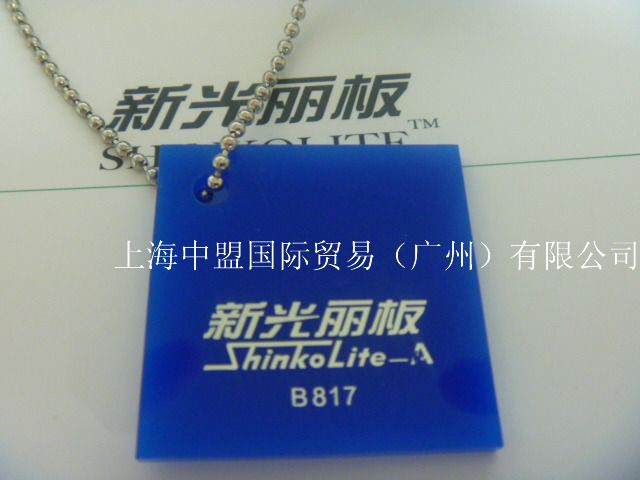 新光丽板
SHINKOLITE™
上海中盟国际贸易（广州）有限公司
新光丽板
ShinkoLite-A
B817